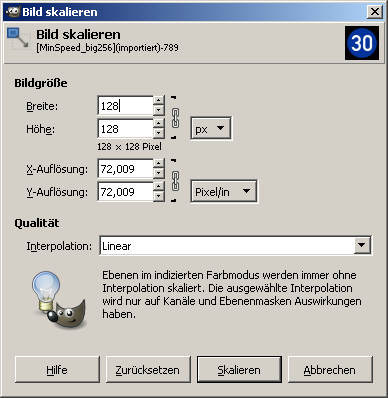 Bild skalieren
Bild skalieren
[MinSpeed_big256](importiert)-789
30
Bildgröße
Breite: 128
Höhe: 128 px
128 × 128 Pixel
X-Auflösung: 72,009
Y-Auflösung: 72,009 Pixel/in
Qualität
Interpolation: Linear
Ebenen im indizierten Farbmodus werden immer ohne
Interpolation skaliert. Die ausgewählte Interpolation
wird nur auf Kanäle und Ebenenmasken Auswirkungen
haben.
Hilfe Zurücksetzen Skalieren Abbrechen